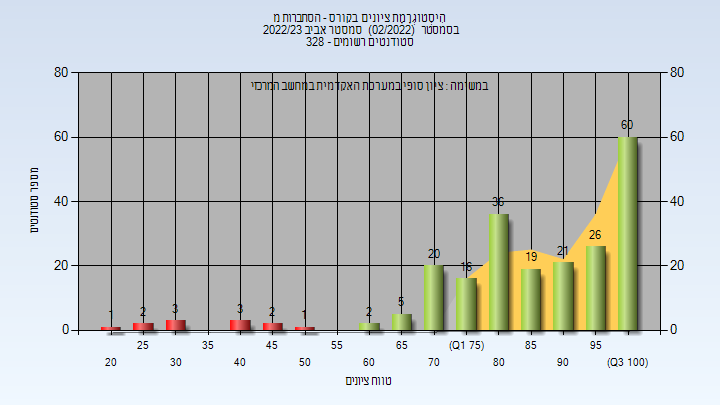 היסטוגרמת ציונים בקורס - הסתברות מ
בסמסטר (02/2022) סמסטר אביב 2022/23
סטודנטים רשומים - 328
במשימה : ציון סופי במערכת האקדמית במחשב המרכזי
מספר סטודנטים
80 80
60 60
40 40
20 20
0 0
1 2 3 3 2 1 2 5 20 16 36 19 21 26 60
25 35 45 55 65 (Q1 75) 85 95
20 30 40 50 60 70 80 90 (Q3 100)
טווח ציונים